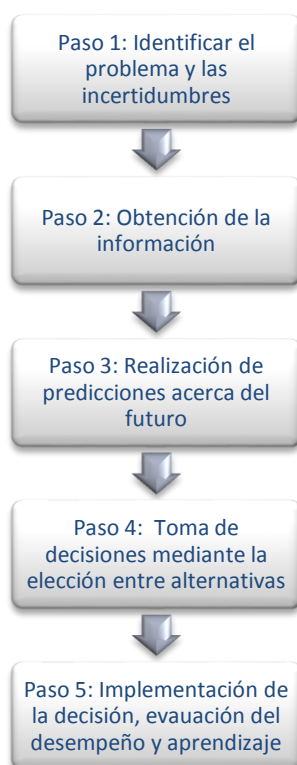 Paso 1: Identificar el
problema y las
incertidumbres
Paso 2: Obtención de la
información
Paso 3: Realización de
predicciones acerca del
futuro
Paso 4: Toma de
decisiones mediante la
elección entre alternativas
Paso 5: Implementación de
la decisión, evauación del
desempeño y aprendizaje